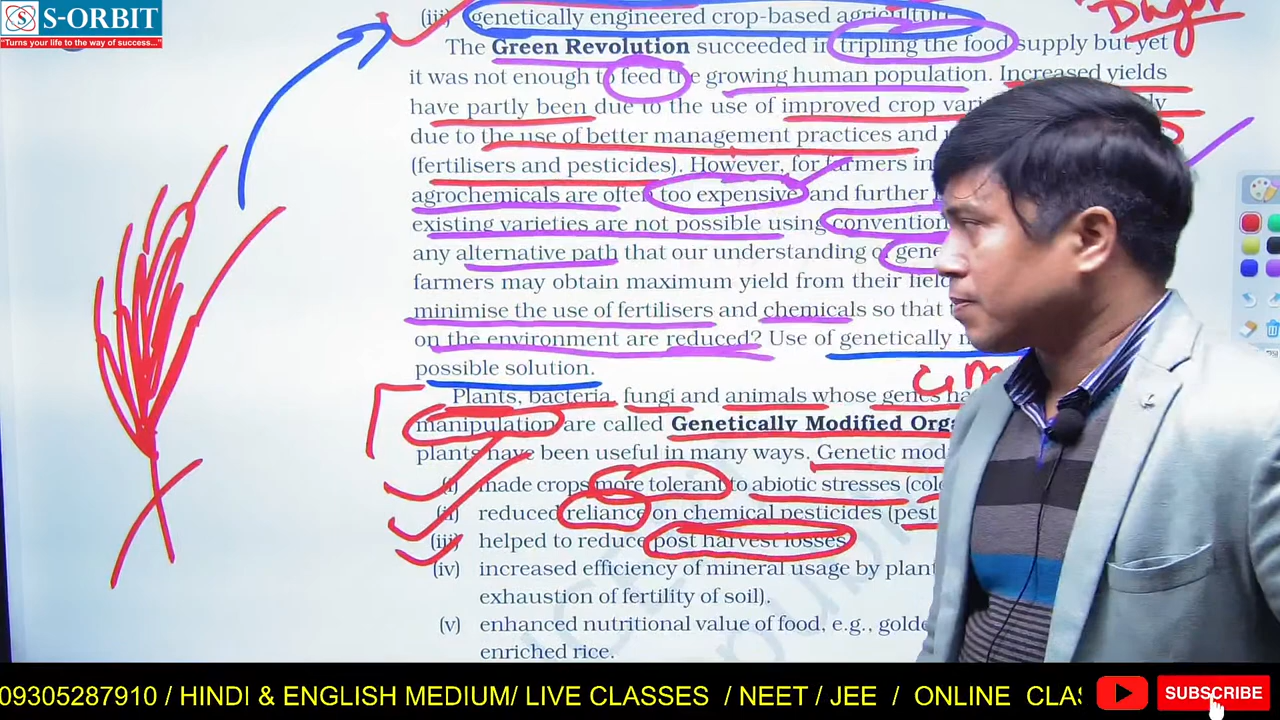 S-ORBIT
"Turns your life to the way of success..."
(iii) genetically engineered crop-based agricultur
The Green Revolution succeeded in tripling the food supply but yet
it was not enough to feed the growing human population. Increased yields
have partly been due to the use of improved crop vari
due to the use of better management practices and
(fertilisers and pesticides). However, for farmers in
agrochemicals are often too expensive and further
existing varieties are not possible using convention
any alternative path that our understanding of gene
farmers may obtain maximum yield from their field
minimise the use of fertilisers and chemicals so that
on the environment are reduced? Use of genetically m
possible solution.
Plants, bacteria, fungi and animals whose genes ha
manipulation are called Genetically Modified Orga
plants have been useful in many ways. Genetic mod
(i) made crops more tolerant to abiotic stresses (col
(ii) reduced reliance on chemical pesticides (pest
(iii) helped to reduce post harvest losses
(iv) increased efficiency of mineral usage by plan
exhaustion of fertility of soil).
(v) enhanced nutritional value of food, e.g., golde
enriched rice.
09305287910 / HINDI & ENGLISH MEDIUM/ LIVE CLASSES / NEET / JEE / ONLINE CLAS
SUBSCRIBE